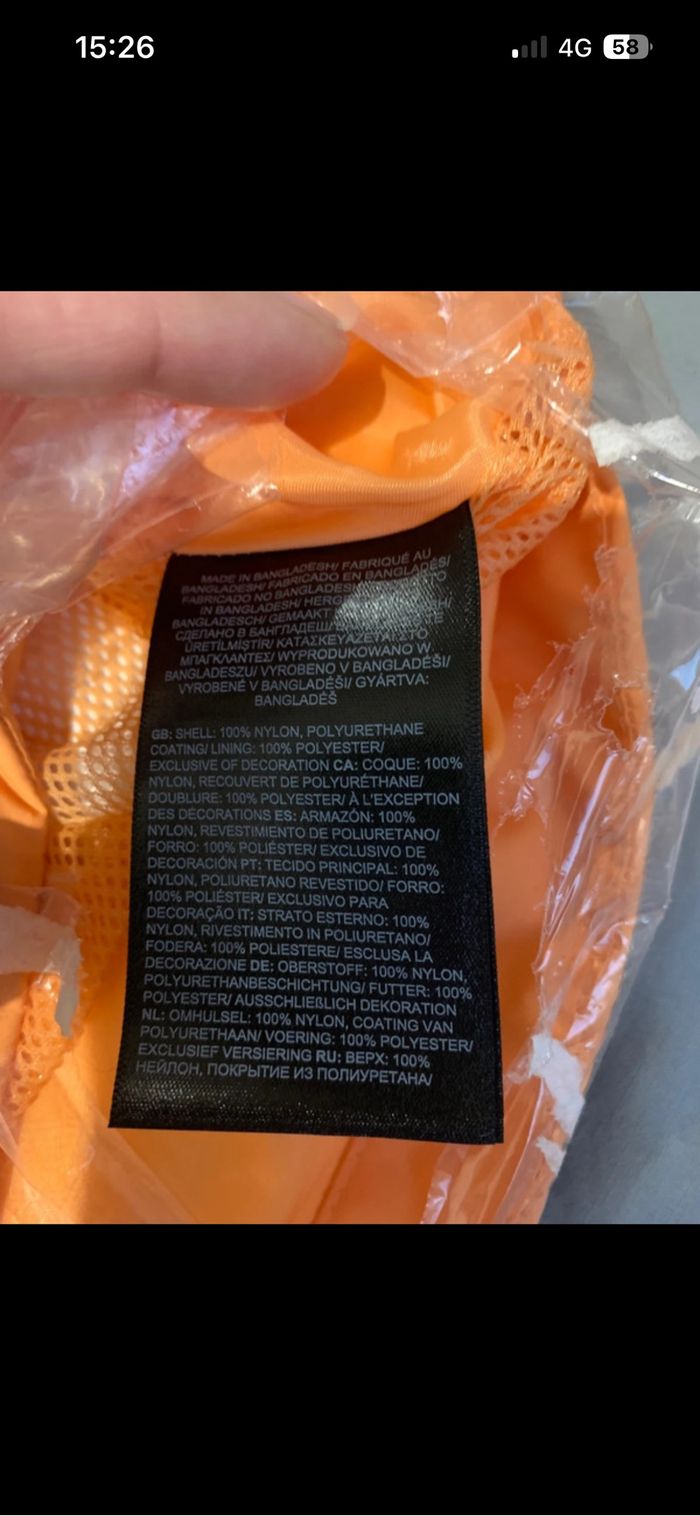 15:26
4G
58
MADE IN BANGLADESH/ FABRIQUÉ AU
BANGLADESH/ FABRICADO EN BANGLADÉS/
FABRICADO NO BANGLADESH/
IN BANGLADESH/
BANGLADESCH/ GEMAAKT
СДЕЛАНО В БАНГЛАДЕШ/
ÜRETİLMİŞTİR/ ΚΑΤΑΣΚΕΥΑΖΕΤΑΙ ΣΤΟ
ΜΠΑΓΚΛΑΝΤΕΣ/ WYPRODUKOWANO W
BANGLADESZU/ VYROBENO V BANGLADÉŠI/
VYROBENÉ V BANGLADÉŠI/ GYÁRTVA:
BANGLADÉS
GB: SHELL: 100% NYLON, POLYURETHANE
COATING/ LINING: 100% POLYESTER/
EXCLUSIVE OF DECORATION CA: COQUE: 100%
NYLON, RECOUVERT DE POLYURÉTHANE/
DOUBLURE: 100% POLYESTER/ À L'EXCEPTION
DES DÉCORATIONS ES: ARMAZÓN: 100%
NYLON, REVESTIMIENTO DE POLIURETANO/
FORRO: 100% POLIÉSTER/ EXCLUSIVO DE
DECORACIÓN PT: TECIDO PRINCIPAL: 100%
NYLON, POLIURETANO REVESTIDO/ FORRO:
100% POLIÉSTER/ EXCLUSIVO PARA
DECORAÇÃO IT: STRATO ESTERNO: 100%
NYLON, RIVESTIMENTO IN POLIURETANO/
FODERA: 100% POLIESTERE/ ESCLUSA LA
DECORAZIONE DE: OBERSTOFF: 100% NYLON,
POLYURETHANBESCHICHTUNG/ FUTTER: 100%
POLYESTER/ AUSSCHLIEßLICH DEKORATION
NL: OMHULSEL: 100% NYLON, COATING VAN
POLYURETHAAN/ VOERING: 100% POLYESTER/
EXCLUSIEF VERSIERING RU: ВЕРХ: 100%
НЕЙЛОН, ПОКРЫТИЕ ИЗ ПОЛИУРЕТАНА/